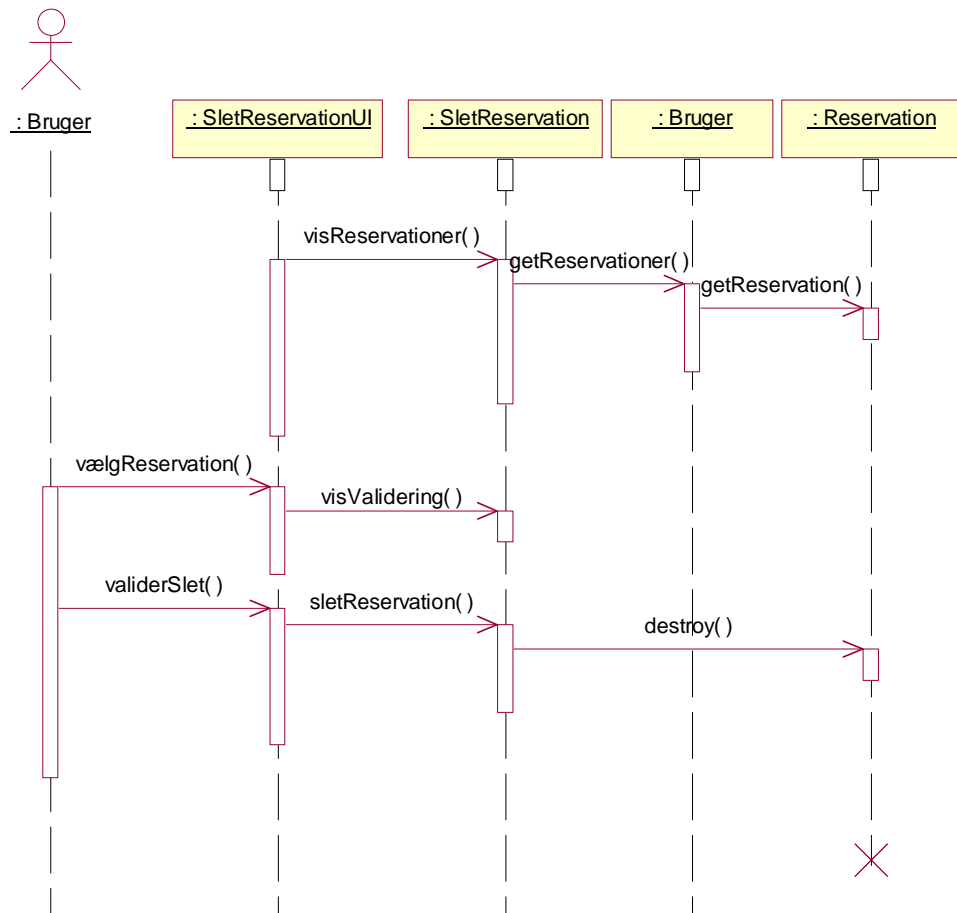 : Bruger
: SletReservationUI
: SletReservation
: Bruger
: Reservation
visReservationer( )
getReservationer( )
getReservation( )
vælgReservation( )
visValidering( )
validerSlet( )
sletReservation( )
destroy( )